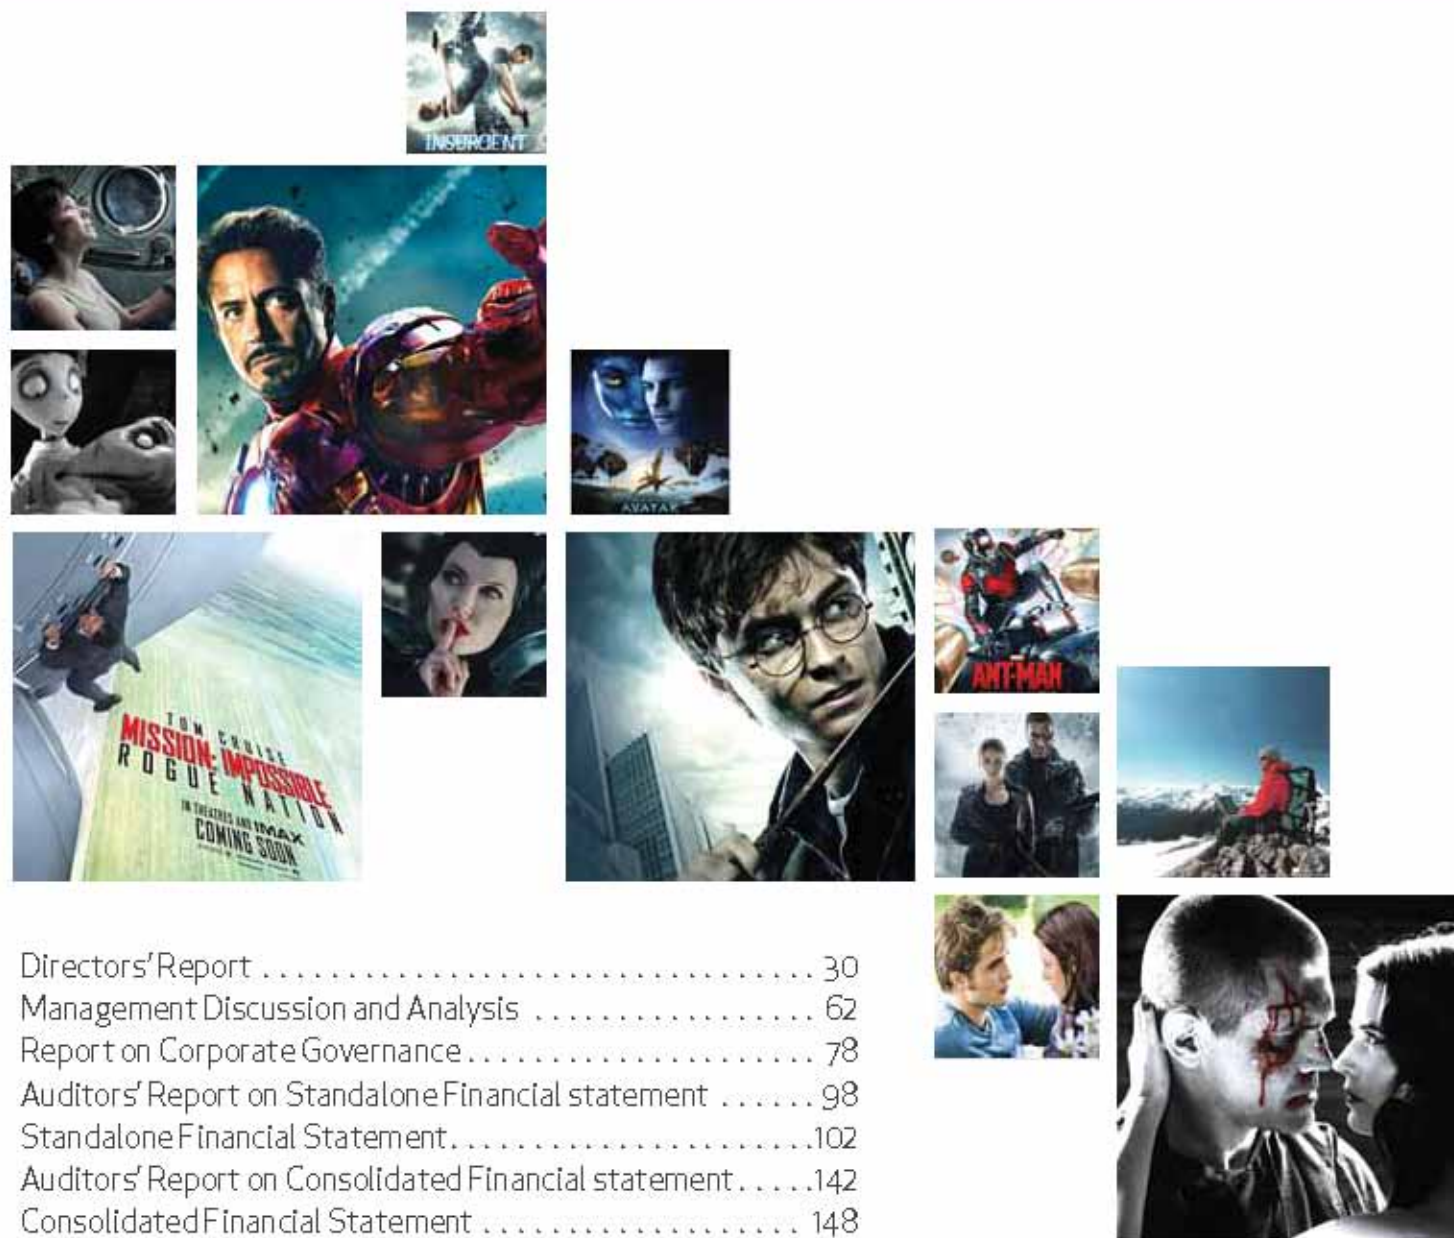 INSURGENT
AVATAR
ANT-MAN
TOM CRUISE
MISSION: IMPOSSIBLE
ROGUE NATION
IN THEATRES AND IMAX
COMING SOON
Directors' Report . . . . . . . . . . . . . . . . . . . . . . . . . . . . . . . . . 30
Management Discussion and Analysis . . . . . . . . . . . . . . . . . 62
Report on Corporate Governance . . . . . . . . . . . . . . . . . . . . . . 78
Auditors' Report on Standalone Financial statement . . . . . . 98
Standalone Financial Statement . . . . . . . . . . . . . . . . . . . . . .102
Auditors' Report on Consolidated Financial statement . . . . .142
Consolidated Financial Statement . . . . . . . . . . . . . . . . . . . 148